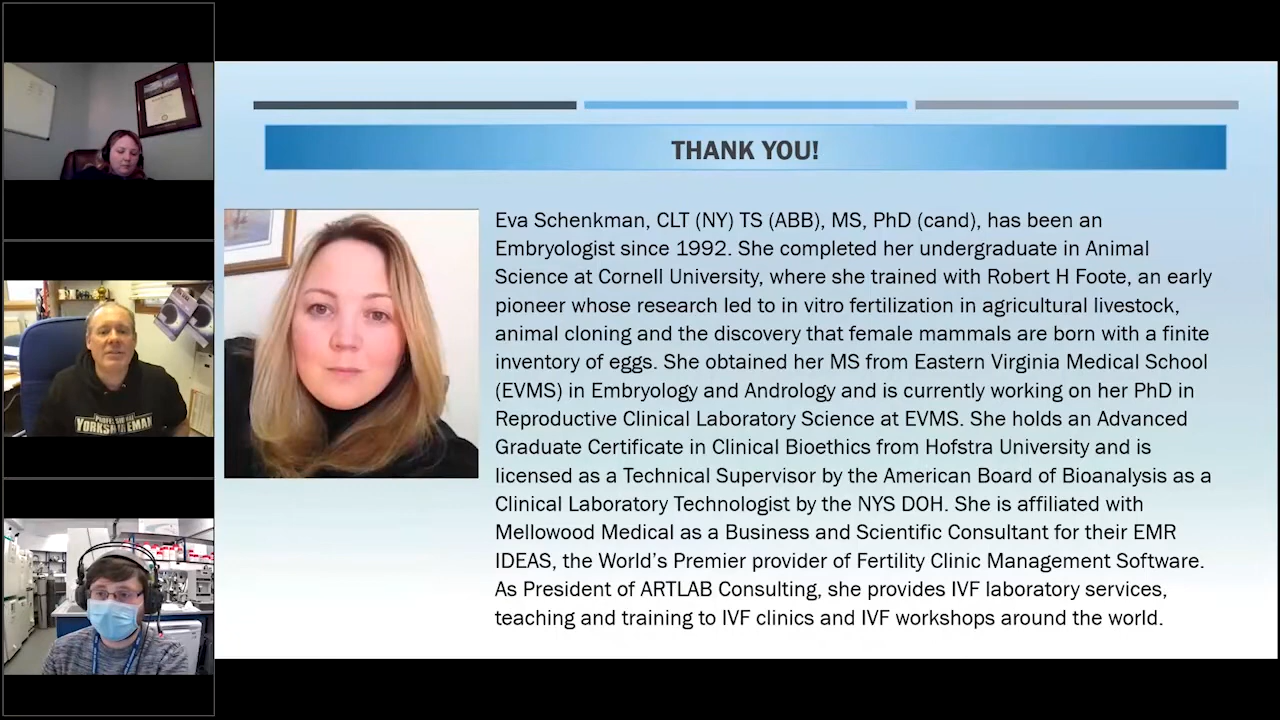 THANK YOU!
Eva Schenkman, CLT (NY) TS (ABB), MS, PhD (cand), has been an
Embryologist since 1992. She completed her undergraduate in Animal
Science at Cornell University, where she trained with Robert H Foote, an early
pioneer whose research led to in vitro fertilization in agricultural livestock,
animal cloning and the discovery that female mammals are born with a finite
inventory of eggs. She obtained her MS from Eastern Virginia Medical School
(EVMS) in Embryology and Andrology and is currently working on her PhD in
Reproductive Clinical Laboratory Science at EVMS. She holds an Advanced
Graduate Certificate in Clinical Bioethics from Hofstra University and is
licensed as a Technical Supervisor by the American Board of Bioanalysis as a
Clinical Laboratory Technologist by the NYS DOH. She is affiliated with
Mellowood Medical as a Business and Scientific Consultant for their EMR
IDEAS, the World's Premier provider of Fertility Clinic Management Software.
As President of ARTLAB Consulting, she provides IVF laboratory services,
teaching and training to IVF clinics and IVF workshops around the world.